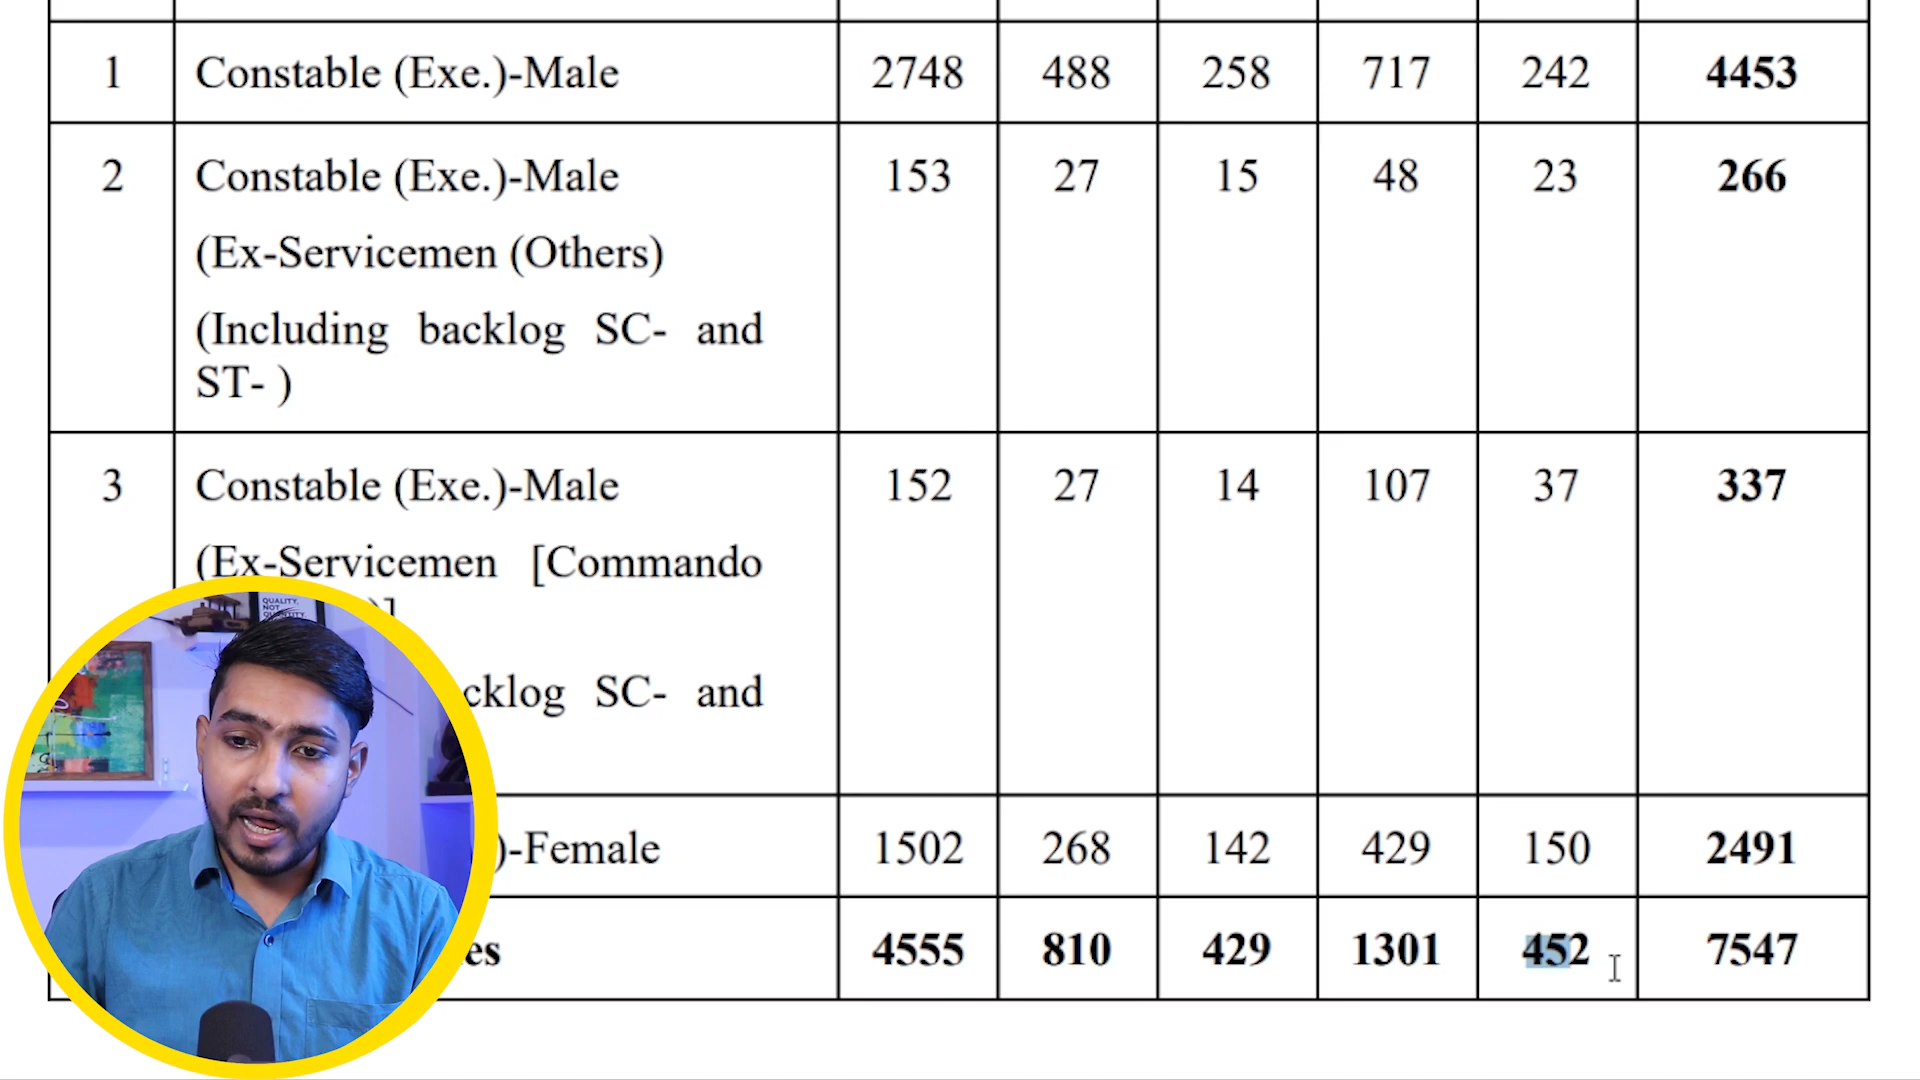 1 Constable (Exe.)-Male 2748 488 258 717 242 4453
2 Constable (Exe.)-Male 153 27 15 48 23 266
(Ex-Servicemen (Others)
(Including backlog SC- and
ST- )
3 Constable (Exe.)-Male 152 27 14 107 37 337
(Ex-Servicemen [Commando
)]
QUALITY,
NOT
QUANTITY
cklog SC- and
)-Female 1502 268 142 429 150 2491
es 4555 810 429 1301 452 7547